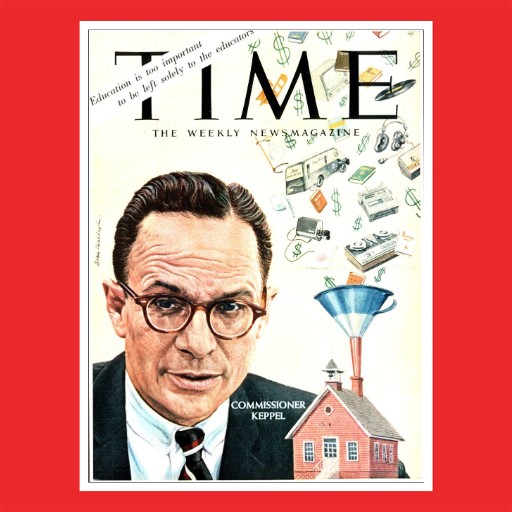 Education is too important
to be left solely to the educators
TIME
THE WEEKLY NEWSMAGAZINE
COMMISSIONER
KEPPEL